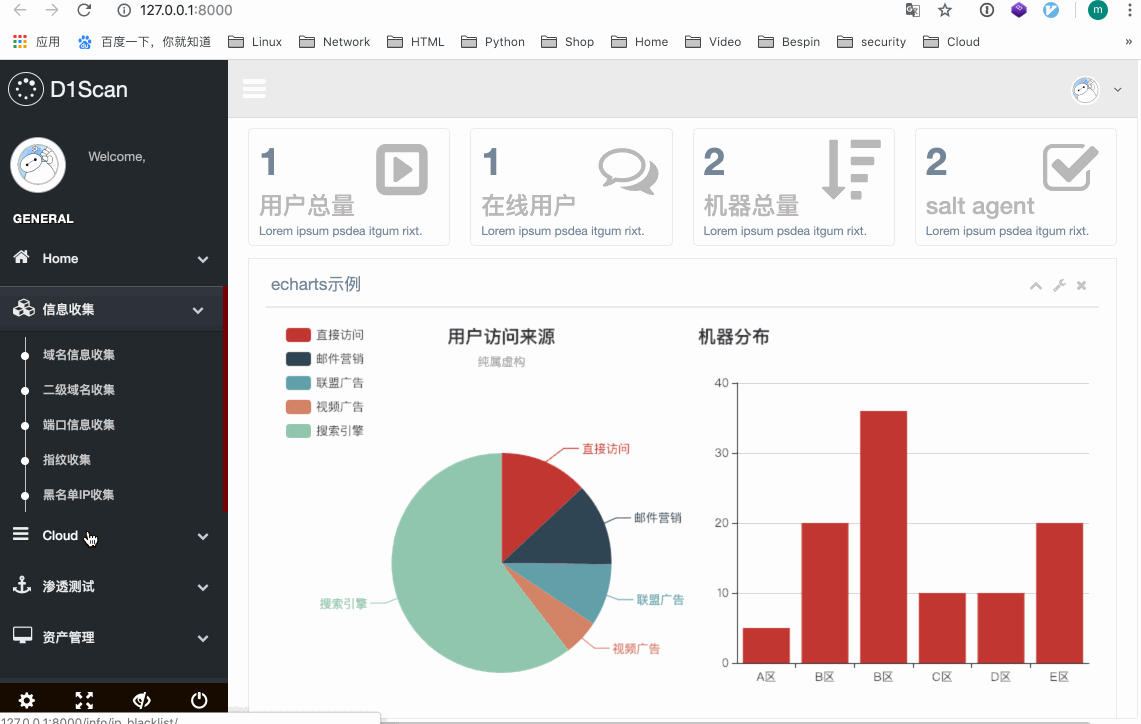 127.0.0.1:8000
应用 百度一下，你就知道 Linux Network HTML Python Shop Home Video Bespin security Cloud »
m
D1Scan
Welcome,
GENERAL
Home
信息收集
域名信息收集
二级域名收集
端口信息收集
指纹收集
黑名单IP收集
Cloud
渗透测试
资产管理
127.0.0.1:8000/info/ip_blacklist/
1
用户总量
Lorem ipsum psdea itgum rixt.
1
在线用户
Lorem ipsum psdea itgum rixt.
2
机器总量
Lorem ipsum psdea itgum rixt.
2
salt agent
Lorem ipsum psdea itgum rixt.
echarts示例
直接访问
邮件营销
联盟广告
视频广告
搜索引擎
用户访问来源
纯属虚构
直接访问
邮件营销
联盟广告
视频广告
搜索引擎
机器分布
40
30
20
10
0
A区 B区 B区 C区 D区 E区